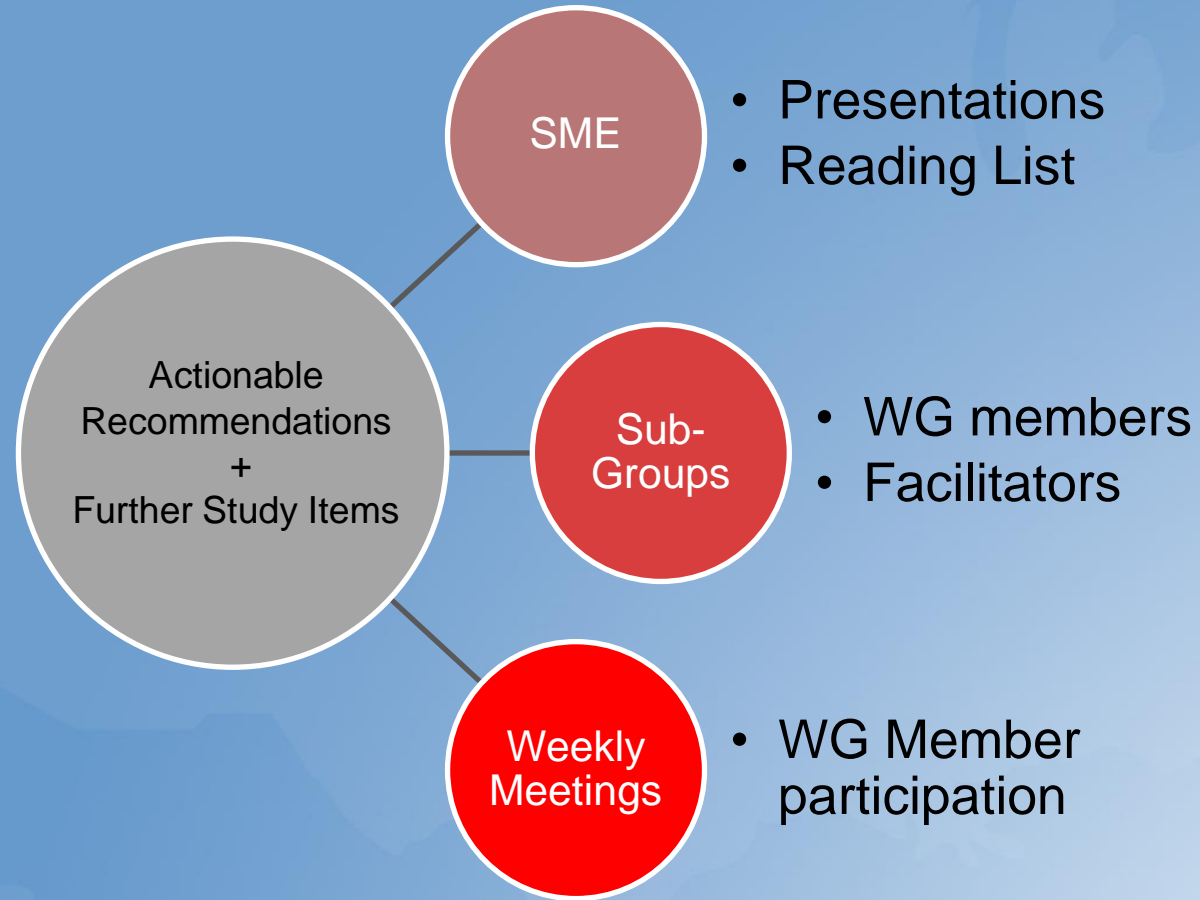 SME
• Presentations
• Reading List
Actionable
Recommendations
+
Further Study Items
Sub-
Groups
• WG members
• Facilitators
Weekly
Meetings
• WG Member
participation